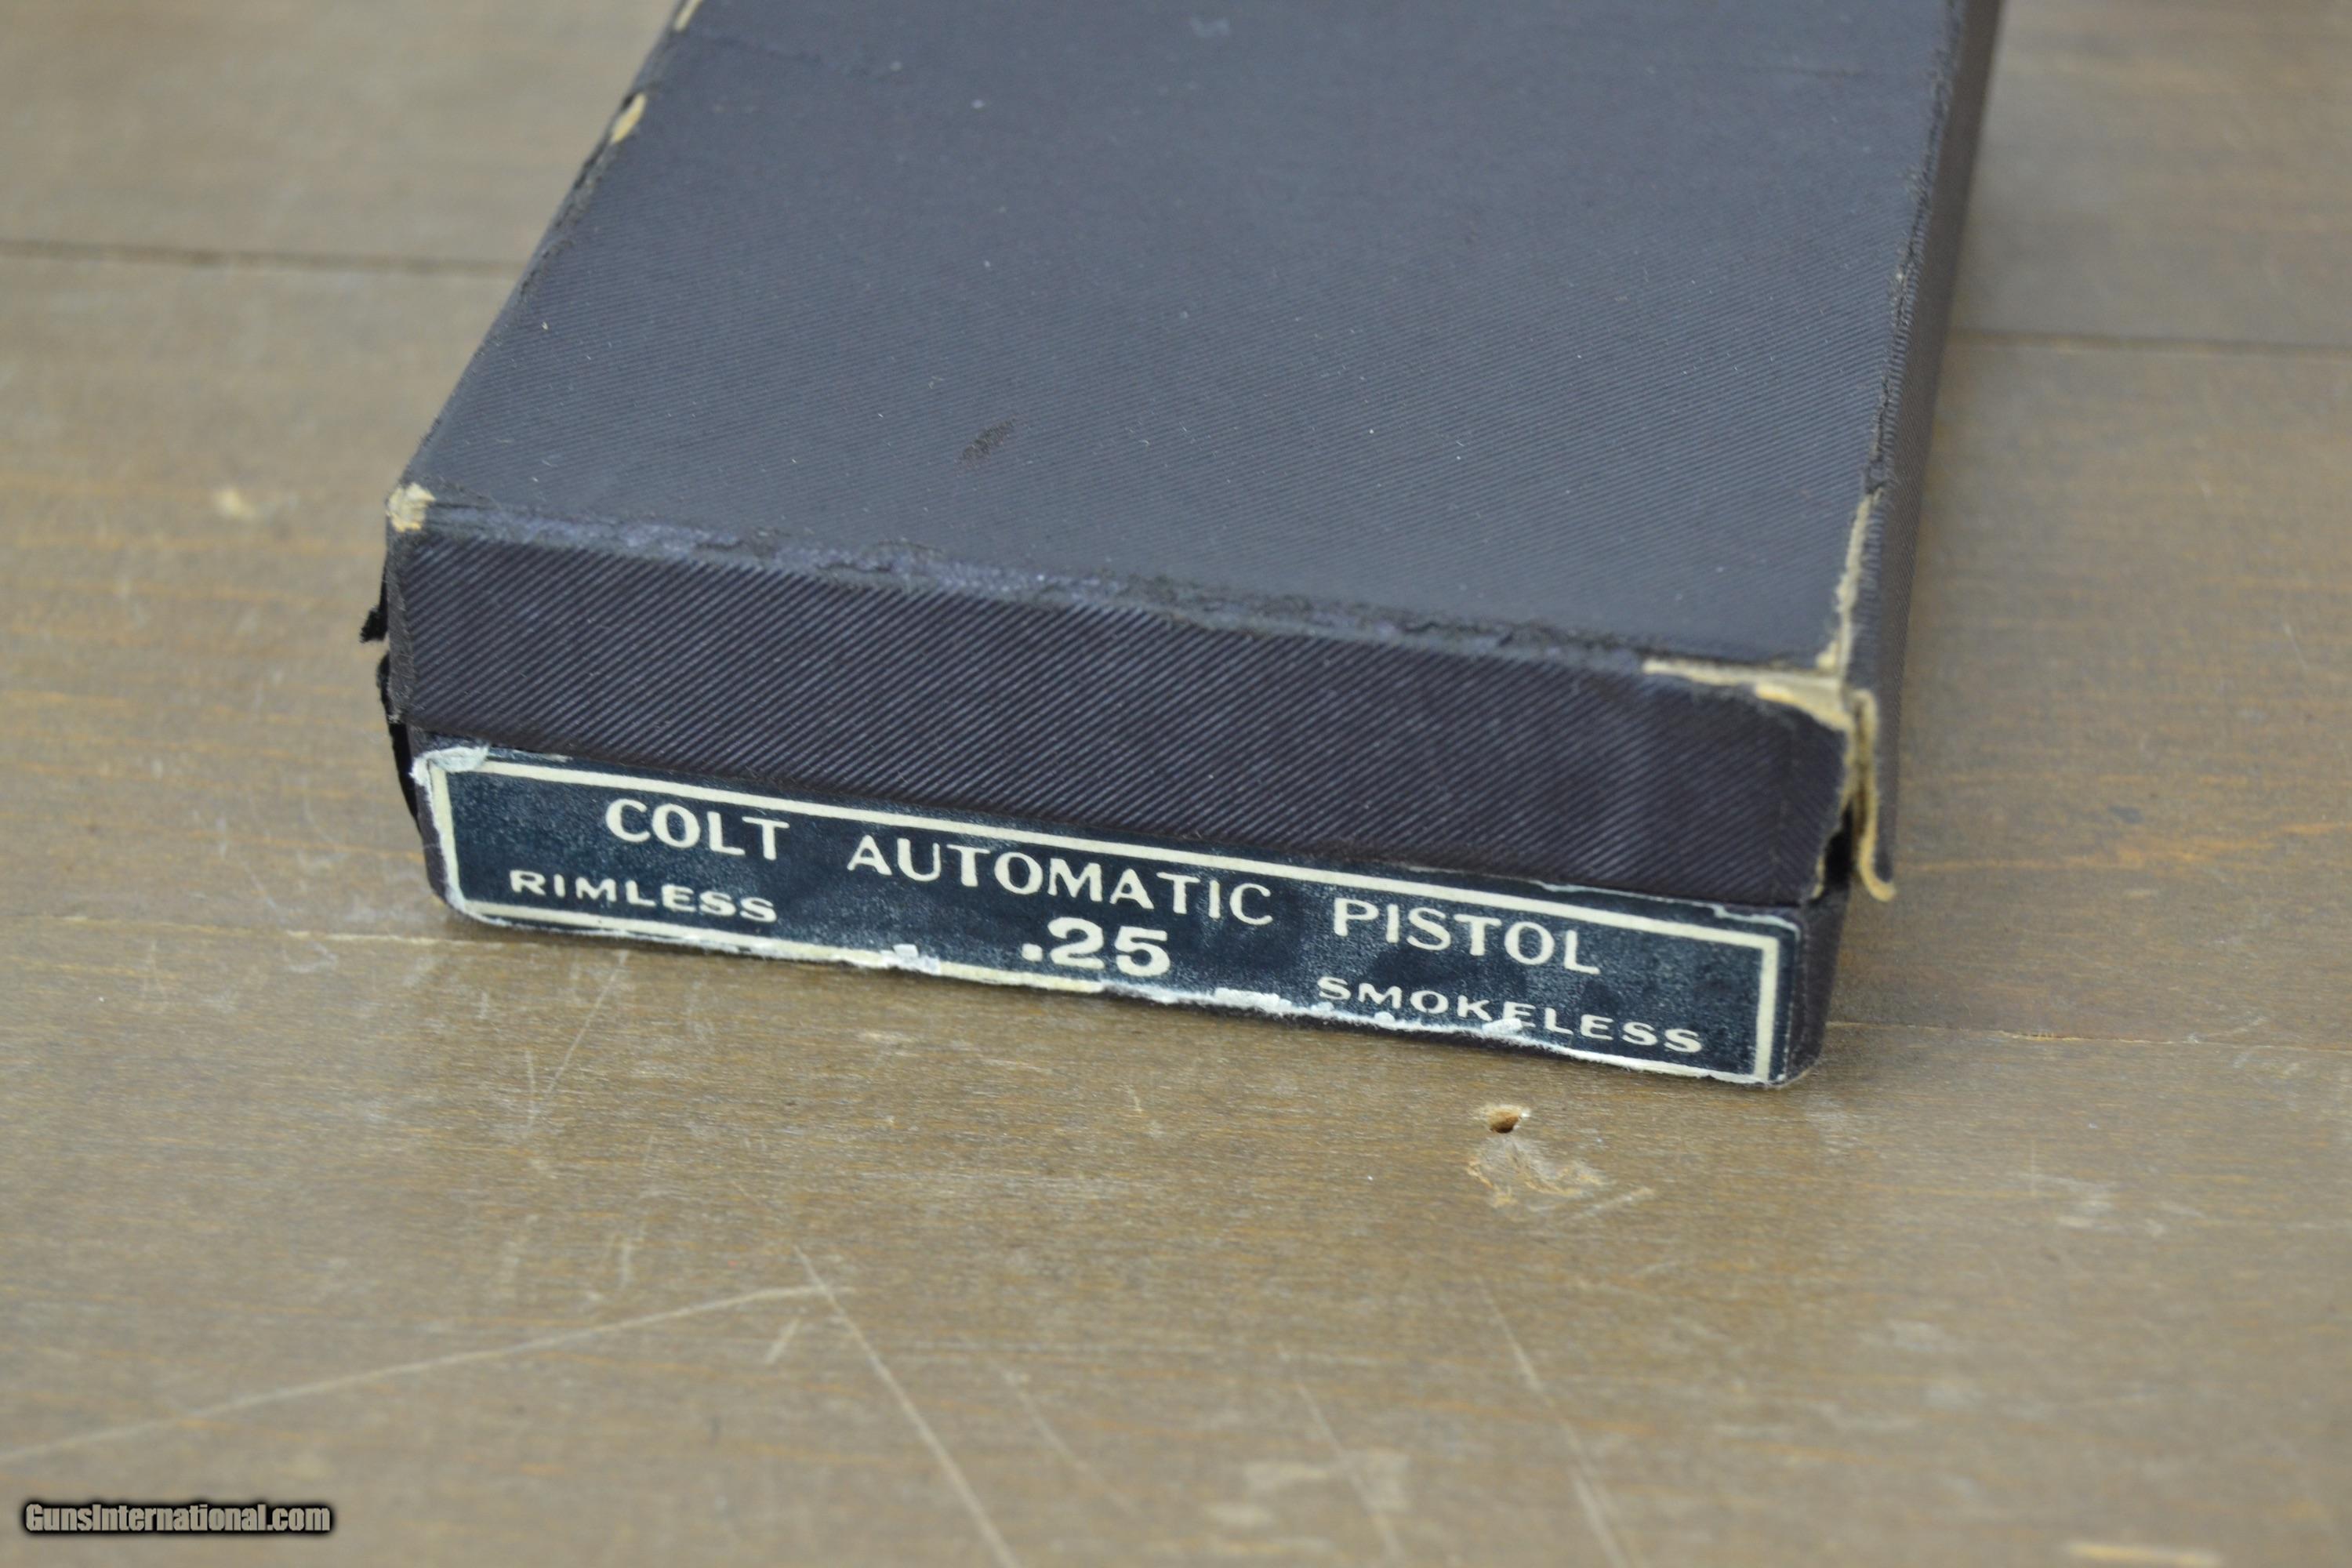 COLT AUTOMATIC PISTOL
RIMLESS .25 SMOKELESS
GunsInternational.com